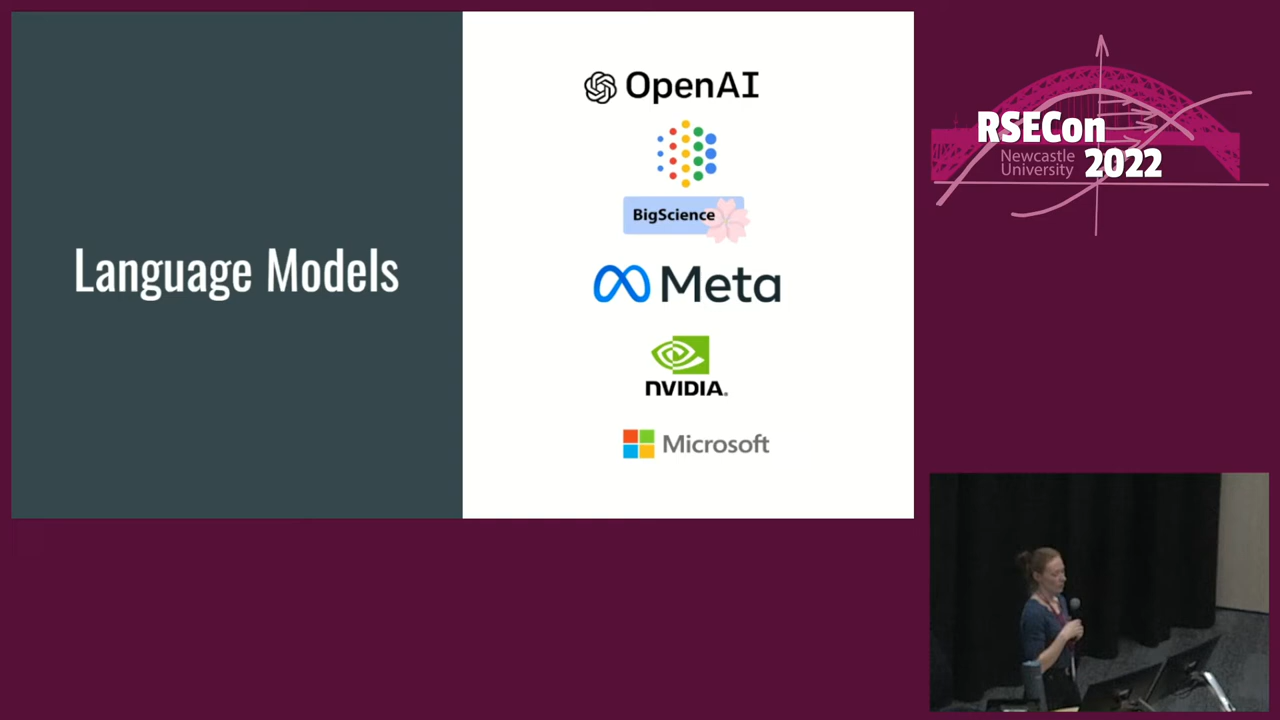 Language Models
OpenAI
BigScience
Meta
NVIDIA®
Microsoft
RSECon
Newcastle
University
2022